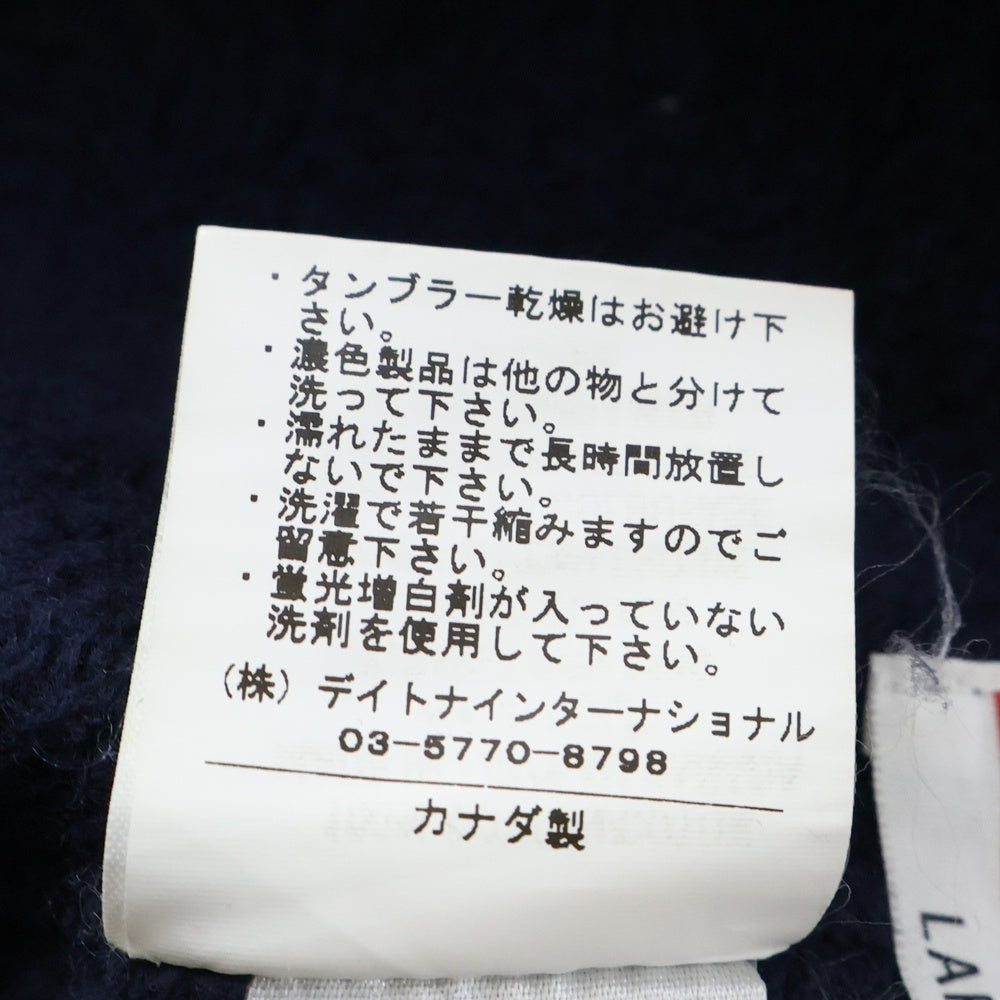 ・タンブラー乾燥はお避け下
さい。
・濃色製品は他の物と分けて
洗って下さい。
・濡れたままで長時間放置し
ないで下さい。
・洗濯で若干縮みますのでご
留意下さい。
・蛍光増白剤が入っていない
洗剤を使用して下さい。
(株) デイトナインターナショナル
03-5770-8798
カナダ製